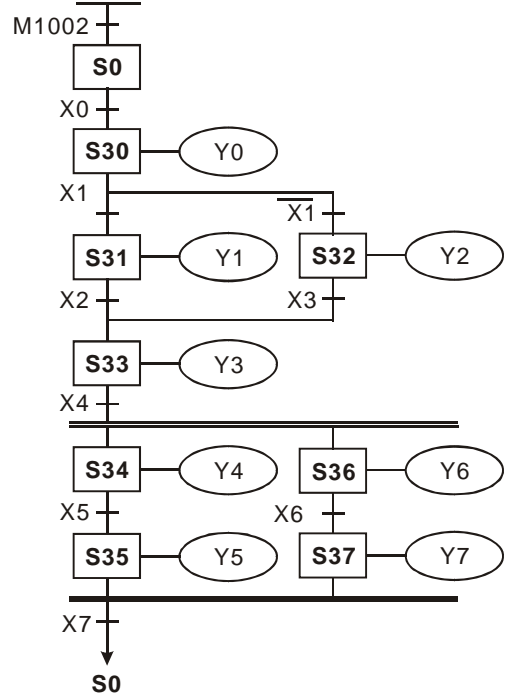 M1002
S0
X0
S30 Y0
X1 X̅1̅
S31 Y1 S32 Y2
X2 X3
S33 Y3
X4
S34 Y4 S36 Y6
X5 X6
S35 Y5 S37 Y7
X7
S0